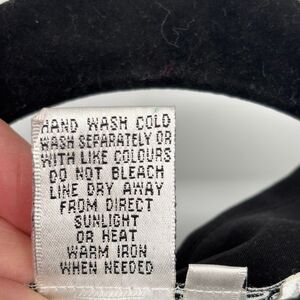 HAND WASH COLD
WASH SEPARATELY OR
WITH LIKE COLOURS
DO NOT BLEACH
LINE DRY AWAY
FROM DIRECT
SUNLIGHT
OR HEAT
WARM IRON
WHEN NEEDED